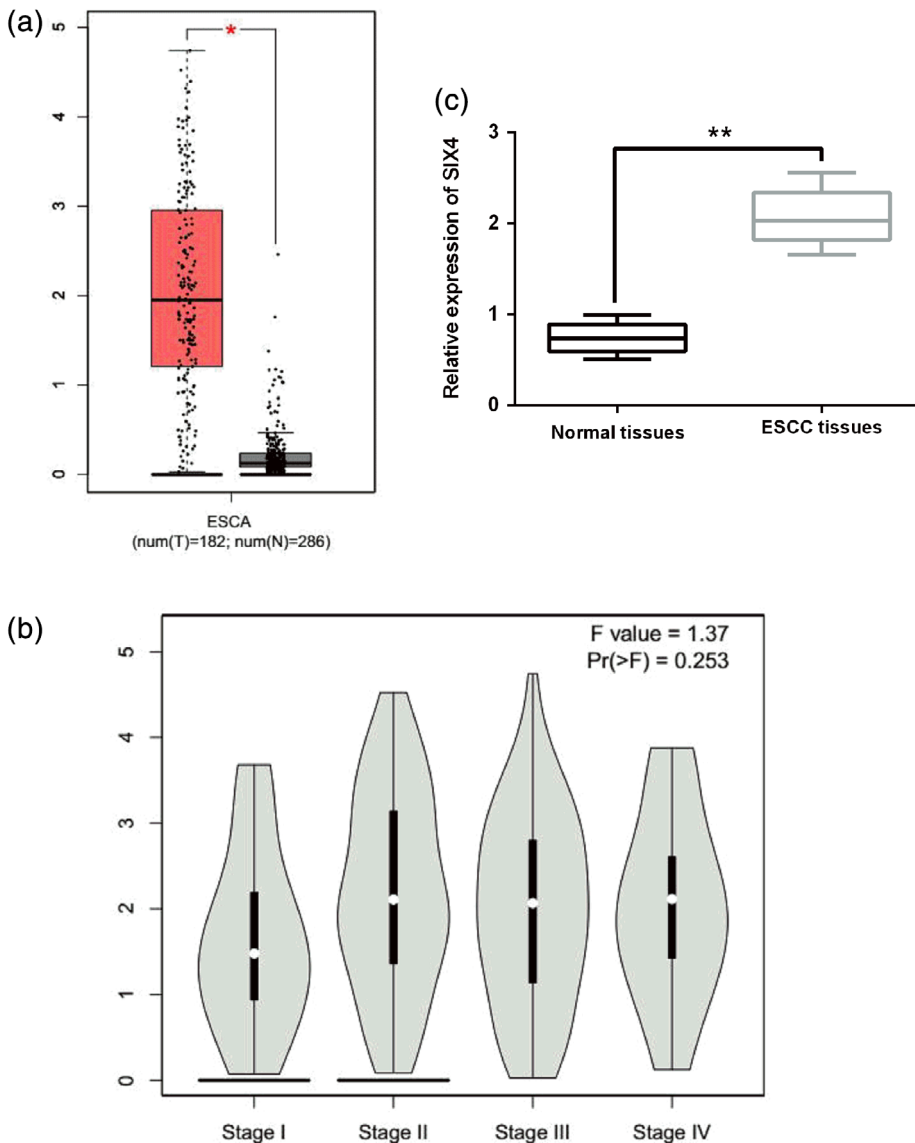 (a)
5
4
3
2
1
0
*
ESCA
(num(T)=182; num(N)=286)
(c)
Relative expression of SIX4
3
2
1
0
**
Normal tissues
ESCC tissues
(b)
F value = 1.37
Pr(>F) = 0.253
5
4
3
2
1
0
Stage I
Stage II
Stage III
Stage IV